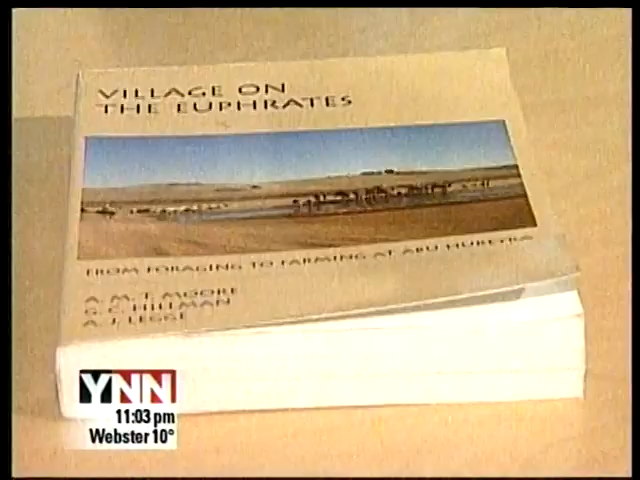 VILLAGE ON
THE EUPHRATES
FROM FORAGING TO FARMING AT ABU HUREYRA
A. M. T. MOORE
G. C. HILLMAN
A. J. LEGGE
YNN
11:03 pm
Webster 10°